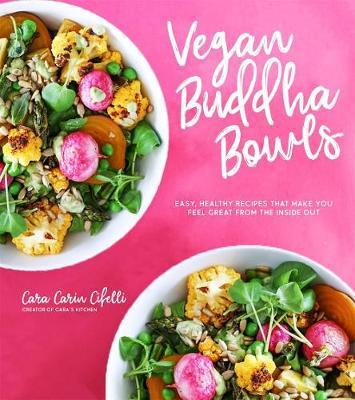 Vegan
Buddha
Bowls
EASY, HEALTHY RECIPES THAT MAKE YOU
FEEL GREAT FROM THE INSIDE OUT
Cara Carin Cifelli
CREATOR OF CARA'S KITCHEN